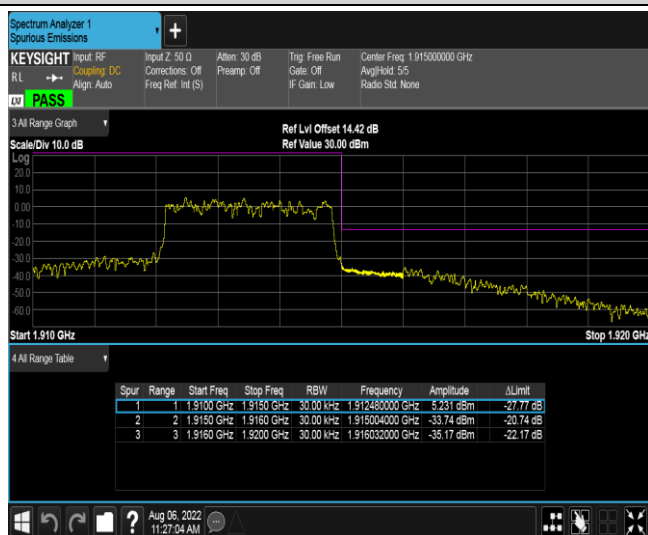 Spectrum Analyzer 1
Spurious Emissions
+
KEYSIGHT Input: RF Input Z: 50 Ω Atten: 30 dB Trig: Free Run Center Freq: 1.915000000 GHz
RL Coupling: DC Corrections: Off Preamp: Off Gate: Off Avg|Hold: 5/5
Align: Auto Freq Ref: Int (S) IF Gain: Low Radio Std: None
LXI PASS
3 All Range Graph Ref Lvl Offset 14.42 dB
Scale/Div 10.0 dB Ref Value 30.00 dBm
Log
20.0
10.0
0.00
-10.0
-20.0
-30.0
-40.0
-50.0
-60.0
Start 1.910 GHz Stop 1.920 GHz
4 All Range Table
Spur Range Start Freq Stop Freq RBW Frequency Amplitude ΔLimit
1 1 1.9100 GHz 1.9150 GHz 30.00 kHz 1.912480000 GHz 5.231 dBm -27.77 dB
2 2 1.9150 GHz 1.9160 GHz 30.00 kHz 1.915004000 GHz -33.74 dBm -20.74 dB
3 3 1.9160 GHz 1.9200 GHz 30.00 kHz 1.916032000 GHz -35.17 dBm -22.17 dB
? Aug 06, 2022
11:27:04 AM